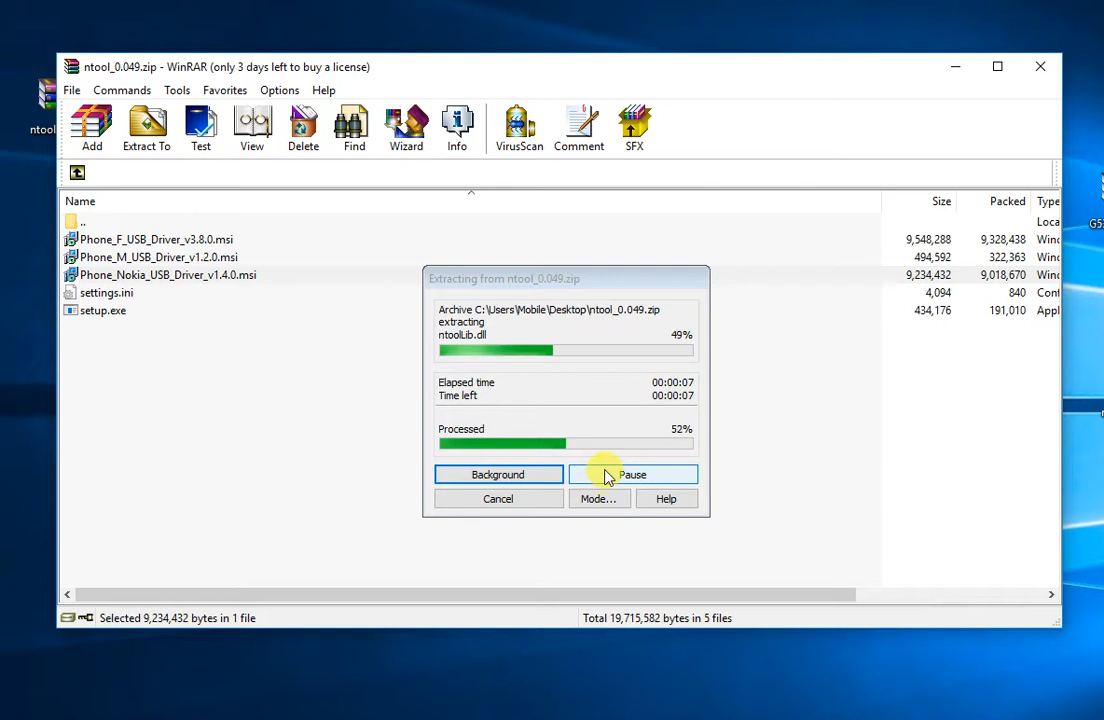 ntool_0.049.zip - WinRAR (only 3 days left to buy a license)
File Commands Tools Favorites Options Help
ntool
Add Extract To Test View Delete Find Wizard Info VirusScan Comment SFX
Name Size Packed Type
.. Loca
Phone_F_USB_Driver_v3.8.0.msi 9,548,288 9,328,438 Wind
Phone_M_USB_Driver_v1.2.0.msi 494,592 322,363 Wind
Phone_Nokia_USB_Driver_v1.4.0.msi 9,234,432 9,018,670 Wind
settings.ini 4,094 840 Conf
setup.exe 434,176 191,010 Appl
Extracting from ntool_0.049.zip
Archive C:\Users\Mobile\Desktop\ntool_0.049.zip
extracting
ntoolLib.dll 49%
Elapsed time 00:00:07
Time left 00:00:07
Processed 52%
Background Pause
Cancel Mode... Help
Selected 9,234,432 bytes in 1 file Total 19,715,582 bytes in 5 files